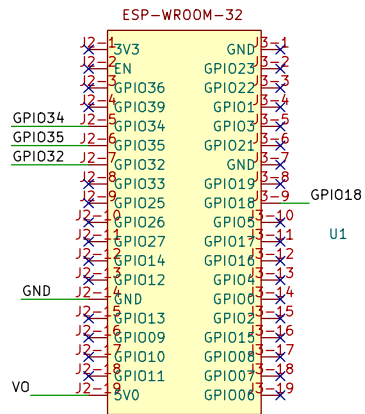 ESP-WROOM-32
J2-1 3V3 GND J3-1
J2-2 EN GPIO23 J3-2
J2-3 GPIO36 GPIO22 J3-3
J2-4 GPIO39 GPIO1 J3-4
GPIO34 J2-5 GPIO34 GPIO3 J3-5
GPIO35 J2-6 GPIO35 GPIO21 J3-6
GPIO32 J2-7 GPIO32 GND J3-7
J2-8 GPIO33 GPIO19 J3-8
J2-9 GPIO25 GPIO18 J3-9 GPIO18
J2-10 GPIO26 GPIO5 J3-10
J2-11 GPIO27 GPIO17 J3-11 U1
J2-12 GPIO14 GPIO16 J3-12
J2-13 GPIO12 GPIO4 J3-13
GND J2-14 GND GPIO0 J3-14
J2-15 GPIO13 GPIO2 J3-15
J2-16 GPIO09 GPIO15 J3-16
J2-17 GPIO10 GPIO08 J3-17
J2-18 GPIO11 GPIO07 J3-18
VO J2-19 5V0 GPIO06 J3-19